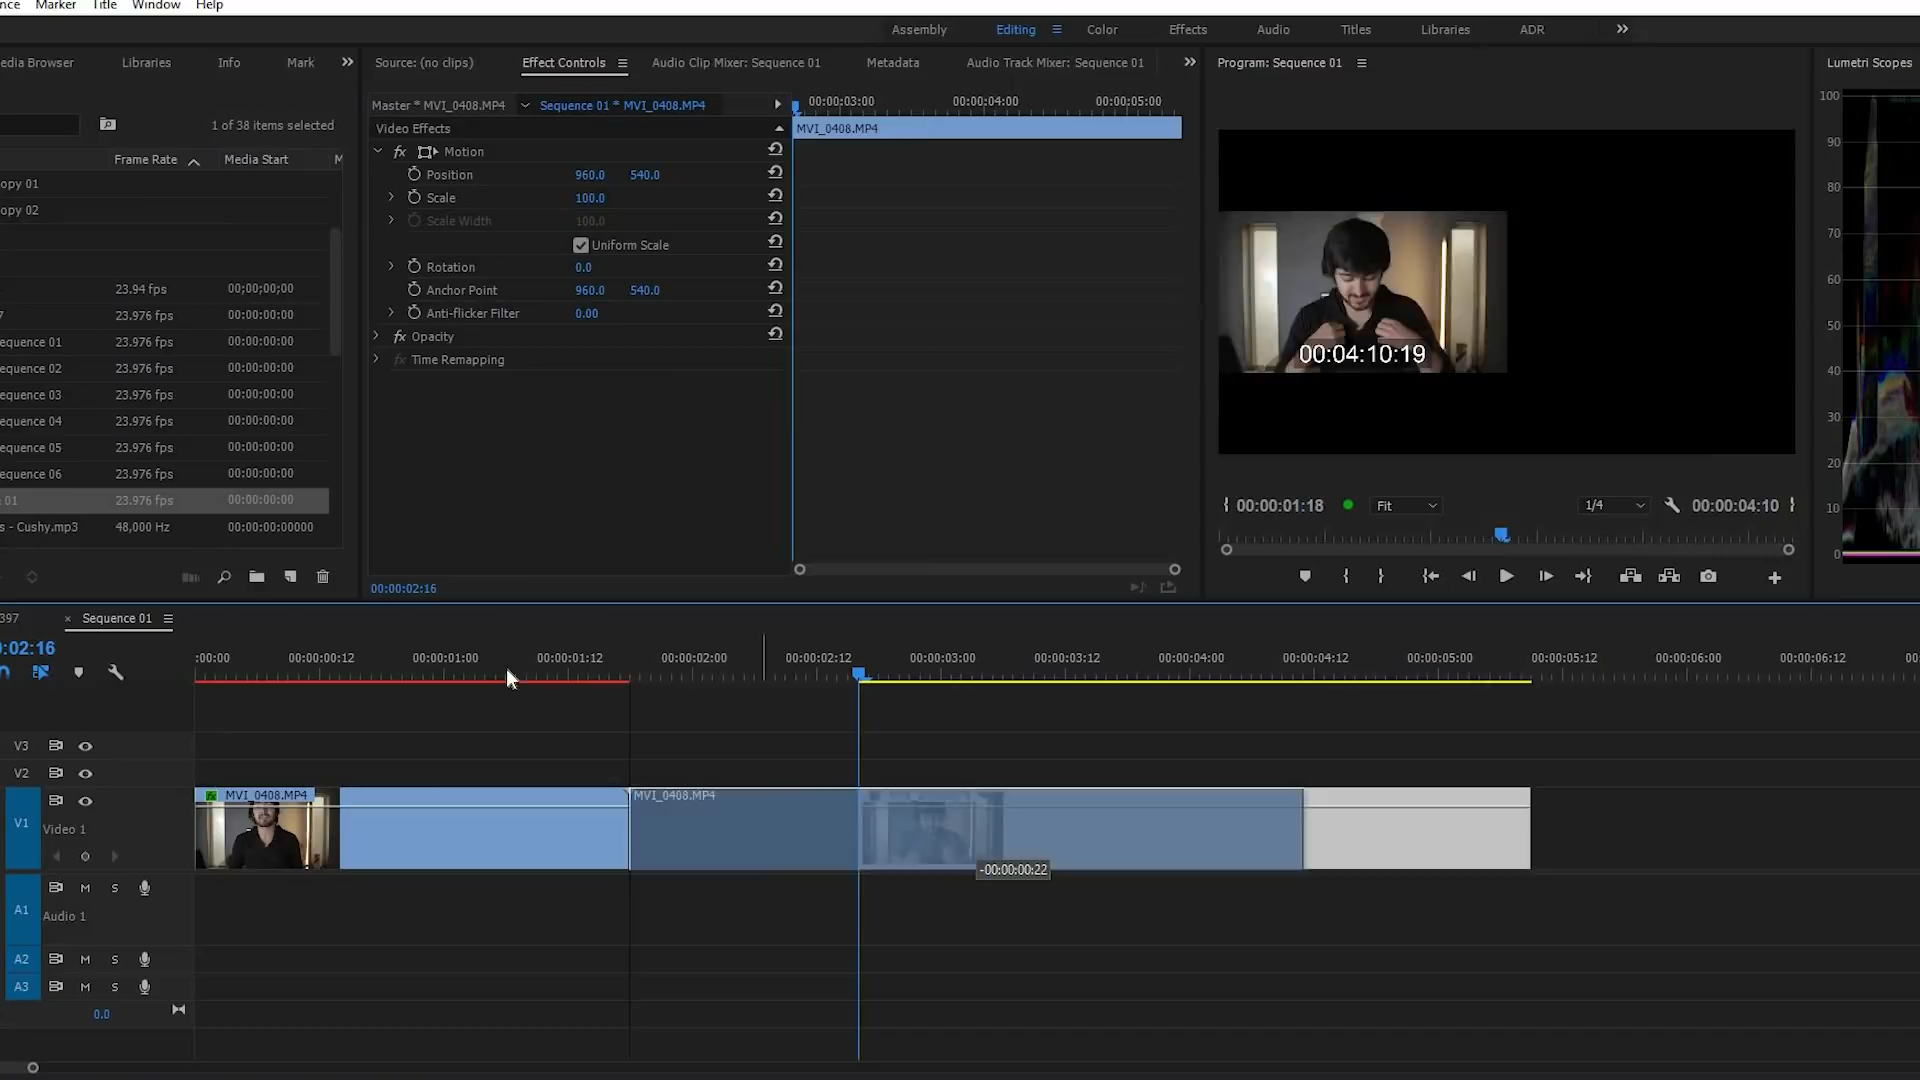 nce Marker Title Window Help
Assembly Editing Color Effects Audio Titles Libraries ADR
edia Browser Libraries Info Mark
Source: (no clips) Effect Controls Audio Clip Mixer: Sequence 01 Metadata Audio Track Mixer: Sequence 01
Program: Sequence 01
Lumetri Scopes
1 of 38 items selected
Frame Rate Media Start M
opy 01
opy 02
23.94 fps 00;00;00;00
7 23.976 fps 00:00:00:00
equence 01 23.976 fps 00:00:00:00
equence 02 23.976 fps 00:00:00:00
equence 03 23.976 fps 00:00:00:00
equence 04 23.976 fps 00:00:00:00
equence 05 23.976 fps 00:00:00:00
equence 06 23.976 fps 00:00:00:00
01 23.976 fps 00:00:00:00
s - Cushy.mp3 48,000 Hz 00:00:00:00000
Master * MVI_0408.MP4 Sequence 01 * MVI_0408.MP4
00:00:03:00 00:00:04:00 00:00:05:00
Video Effects
MVI_0408.MP4
fx Motion
Position 960.0 540.0
Scale 100.0
Scale Width 100.0
Uniform Scale
Rotation 0.0
Anchor Point 960.0 540.0
Anti-flicker Filter 0.00
fx Opacity
fx Time Remapping
00:00:02:16
00:04:10:19
00:00:01:18 Fit 1/4 00:00:04:10
100
90
80
70
60
50
40
30
20
10
0
397 × Sequence 01
:02:16
:00:00 00:00:00:12 00:00:01:00 00:00:01:12 00:00:02:00 00:00:02:12 00:00:03:00 00:00:03:12 00:00:04:00 00:00:04:12 00:00:05:00 00:00:05:12 00:00:06:00 00:00:06:12 00
V3
V2
V1 Video 1
fx MVI_0408.MP4
MVI_0408.MP4
-00:00:00:22
A1 M S
Audio 1
A2 M S
A3 M S
0.0